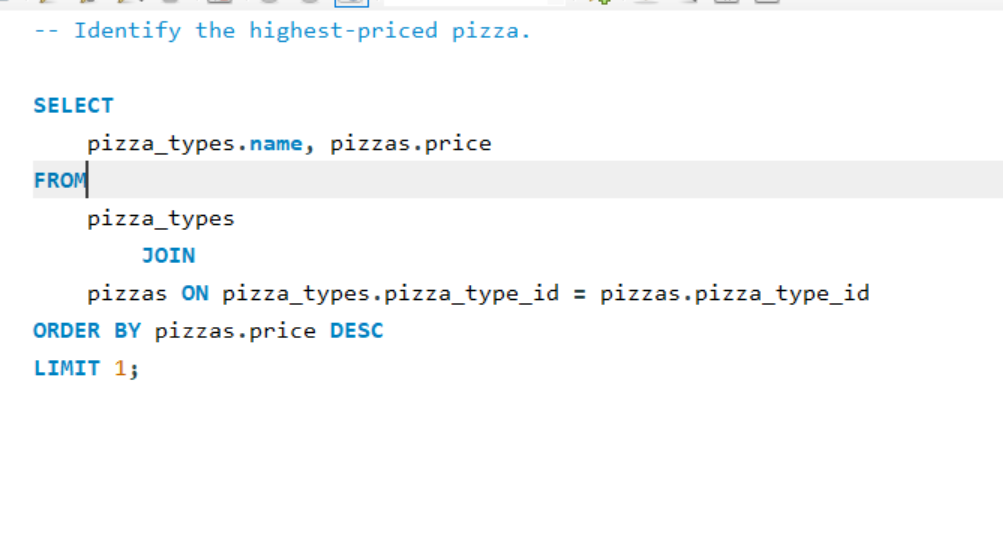 -- Identify the highest-priced pizza.
SELECT
pizza_types.name, pizzas.price
FROM
pizza_types
JOIN
pizzas ON pizza_types.pizza_type_id = pizzas.pizza_type_id
ORDER BY pizzas.price DESC
LIMIT 1;